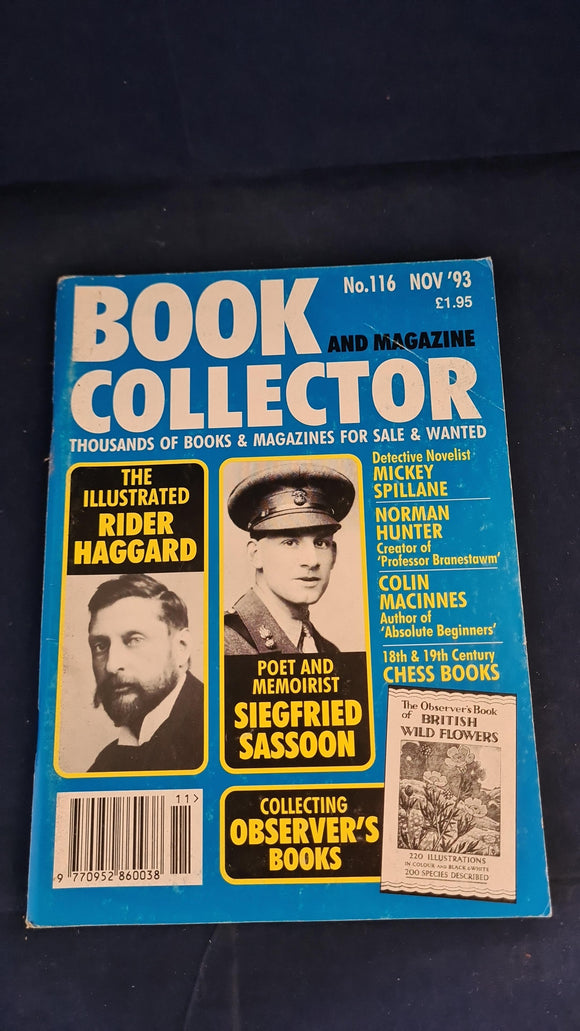 No.116 NOV '93
£1.95
BOOK
AND MAGAZINE
COLLECTOR
THOUSANDS OF BOOKS & MAGAZINES FOR SALE & WANTED
THE
ILLUSTRATED
RIDER
HAGGARD
POET AND
MEMOIRIST
SIEGFRIED
SASSOON
Detective Novelist
MICKEY
SPILLANE
NORMAN
HUNTER
Creator of
'Professor Branestawm'
COLIN
MACINNES
Author of
'Absolute Beginners'
18th & 19th Century
CHESS BOOKS
The Observer's Book
of BRITISH
WILD FLOWERS
220 ILLUSTRATIONS
IN COLOUR AND BLACK & WHITE
200 SPECIES DESCRIBED
COLLECTING
OBSERVER'S
BOOKS
11>
9 770952 860038